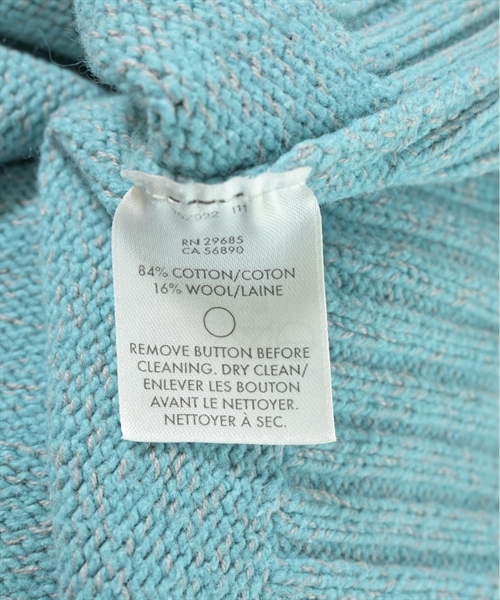 RN 29685
CA 56890
84% COTTON/COTON
16% WOOL/LAINE
REMOVE BUTTON BEFORE
CLEANING. DRY CLEAN/
ENLEVER LES BOUTON
AVANT LE NETTOYER.
NETTOYER À SEC.